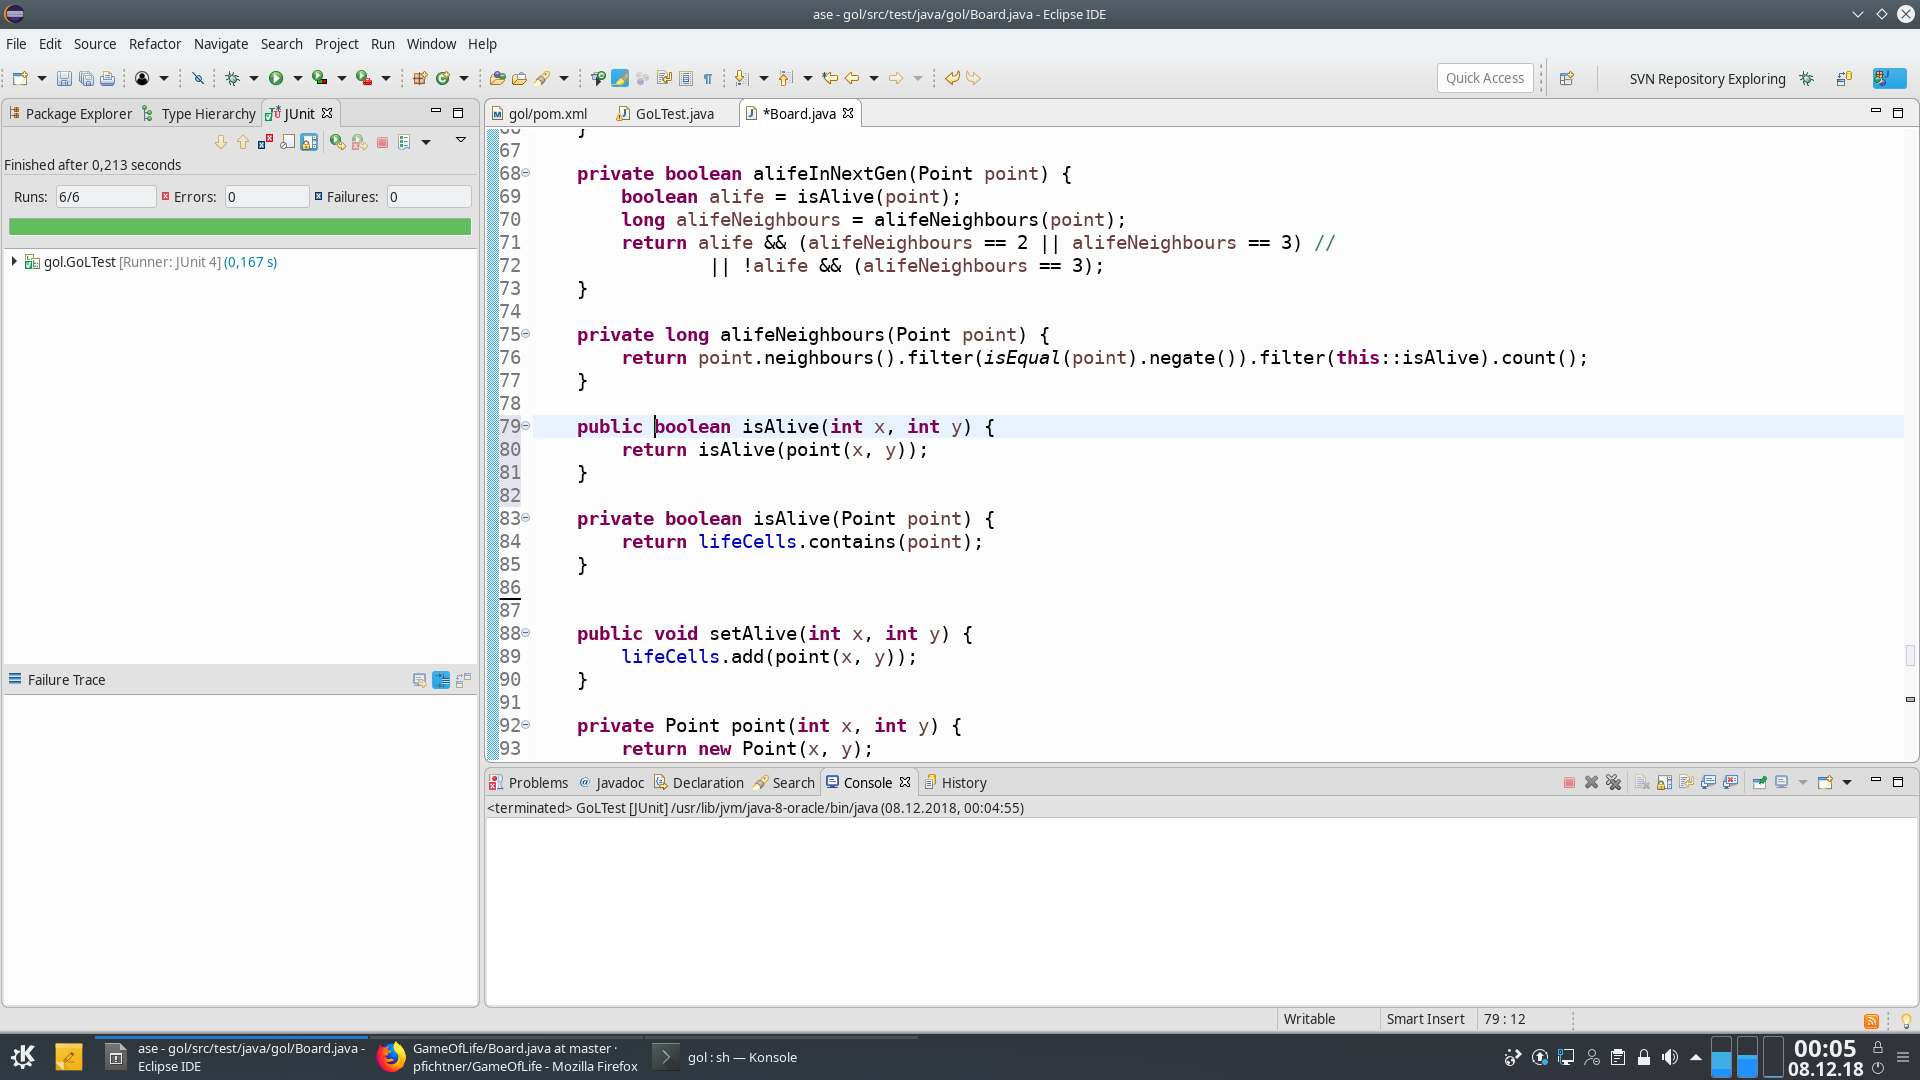 ase - gol/src/test/java/gol/Board.java - Eclipse IDE
File Edit Source Refactor Navigate Search Project Run Window Help
Quick Access
SVN Repository Exploring
Package Explorer Type Hierarchy JUnit
Finished after 0,213 seconds
Runs: 6/6 Errors: 0 Failures: 0
gol.GoLTest [Runner: JUnit 4] (0,167 s)
Failure Trace
gol/pom.xml GoLTest.java *Board.java
66 }
67
68 private boolean alifeInNextGen(Point point) {
69 boolean alife = isAlive(point);
70 long alifeNeighbours = alifeNeighbours(point);
71 return alife && (alifeNeighbours == 2 || alifeNeighbours == 3) //
72 || !alife && (alifeNeighbours == 3);
73 }
74
75 private long alifeNeighbours(Point point) {
76 return point.neighbours().filter(isEqual(point).negate()).filter(this::isAlive).count();
77 }
78
79 public boolean isAlive(int x, int y) {
80 return isAlive(point(x, y));
81 }
82
83 private boolean isAlive(Point point) {
84 return lifeCells.contains(point);
85 }
86
87
88 public void setAlive(int x, int y) {
89 lifeCells.add(point(x, y));
90 }
91
92 private Point point(int x, int y) {
93 return new Point(x, y);
Problems Javadoc Declaration Search Console History
<terminated> GoLTest [JUnit] /usr/lib/jvm/java-8-oracle/bin/java (08.12.2018, 00:04:55)
Writable Smart Insert 79 : 12
ase - gol/src/test/java/gol/Board.java -
Eclipse IDE
GameOfLife/Board.java at master ·
pfichtner/GameOfLife - Mozilla Firefox
gol : sh — Konsole
00:05
08.12.18